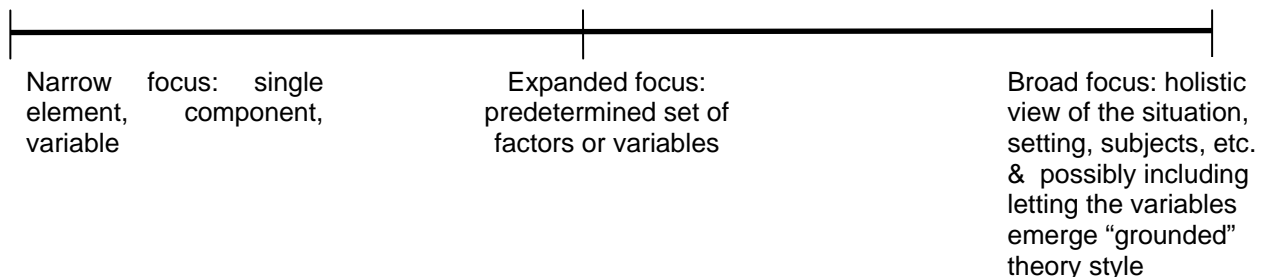 Narrow focus: single
element, component,
variable
Expanded focus:
predetermined set of
factors or variables
Broad focus: holistic
view of the situation,
setting, subjects, etc.
& possibly including
letting the variables
emerge “grounded”
theory style